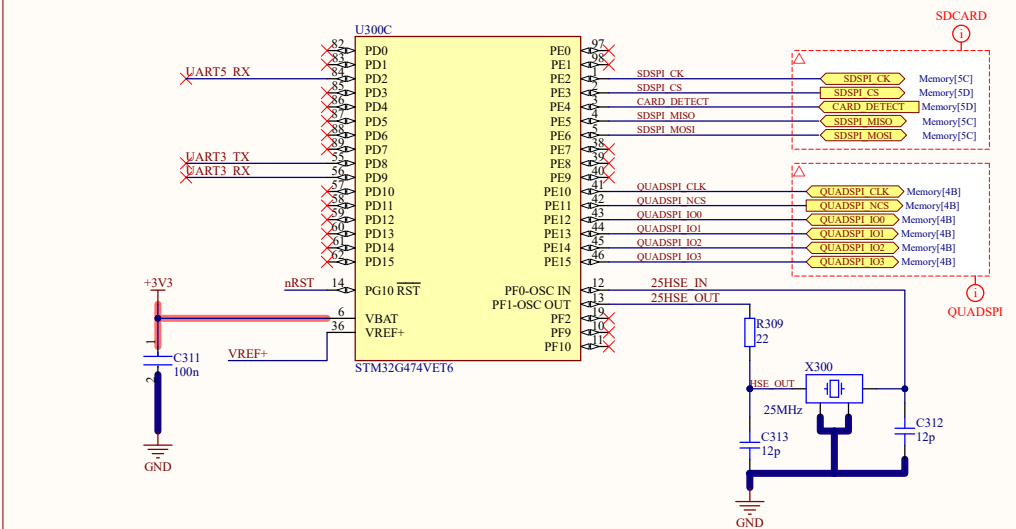 SDCARD
i
U300C
82 PD0 PE0 97
83 PD1 PE1 98
UART5_RX 84 PD2 PE2 1 SDSPI_CK SDSPI_CK Memory[5C]
85 PD3 PE3 2 SDSPI_CS SDSPI_CS Memory[5D]
86 PD4 PE4 3 CARD_DETECT CARD_DETECT Memory[5D]
87 PD5 PE5 4 SDSPI_MISO SDSPI_MISO Memory[5C]
88 PD6 PE6 5 SDSPI_MOSI SDSPI_MOSI Memory[5C]
89 PD7 PE7 38
UART3_TX 55 PD8 PE8 39
UART3_RX 56 PD9 PE9 40
57 PD10 PE10 41 QUADSPI_CLK QUADSPI_CLK Memory[4B]
58 PD11 PE11 42 QUADSPI_NCS QUADSPI_NCS Memory[4B]
59 PD12 PE12 43 QUADSPI_IO0 QUADSPI_IO0 Memory[4B]
60 PD13 PE13 44 QUADSPI_IO1 QUADSPI_IO1 Memory[4B]
61 PD14 PE14 45 QUADSPI_IO2 QUADSPI_IO2 Memory[4B]
62 PD15 PE15 46 QUADSPI_IO3 QUADSPI_IO3 Memory[4B]
+3V3 nRST 14 PG10 RST PF0-OSC IN 12 25HSE_IN
i
PF1-OSC OUT 13 25HSE_OUT
QUADSPI
6 VBAT PF2 19
36 VREF+ PF9 10
PF10 11
R309
22
1 C311
100n
2
VREF+
STM32G474VET6
X300
HSE_OUT
25MHz
C313
12p
C312
12p
GND
GND